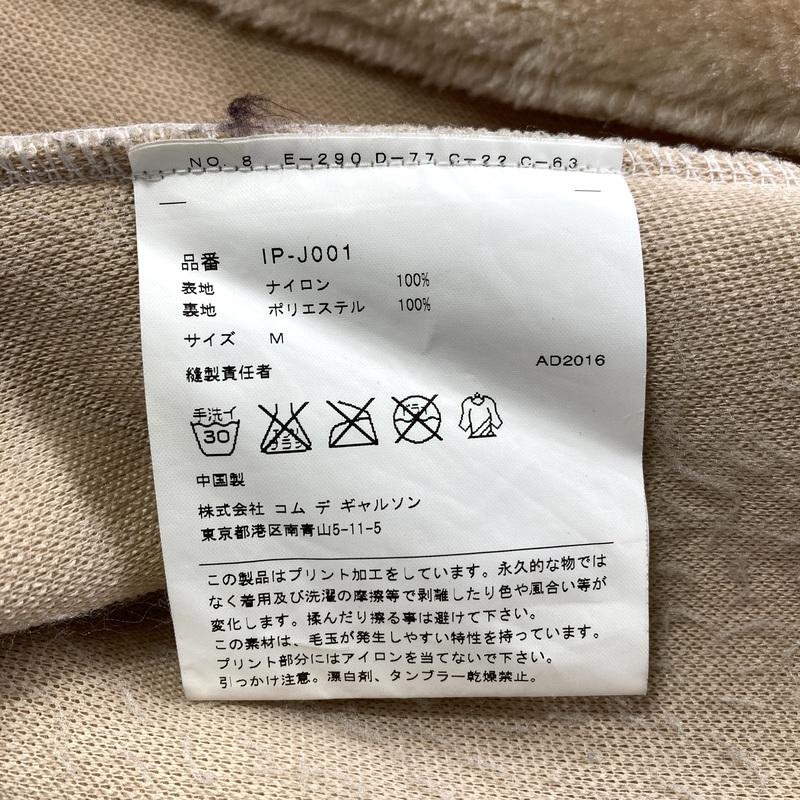 NO. 8 E-290 D-77 C-22 C-63
品番 IP-J001
表地 ナイロン 100%
裏地 ポリエステル 100%
サイズ M
AD2016
縫製責任者
手洗イ
30
エンソ
ブラシ
ドライ
中国製
株式会社 コム デ ギャルソン
東京都港区南青山5-11-5
この製品はプリント加工をしています。永久的な物では
なく着用及び洗濯の摩擦等で剥離したり色や風合い等が
変化します。揉んだり擦る事は避けて下さい。
この素材は、毛玉が発生しやすい特性を持っています。
プリント部分にはアイロンを当てないで下さい。
引っかけ注意。漂白剤、タンブラー乾燥禁止。